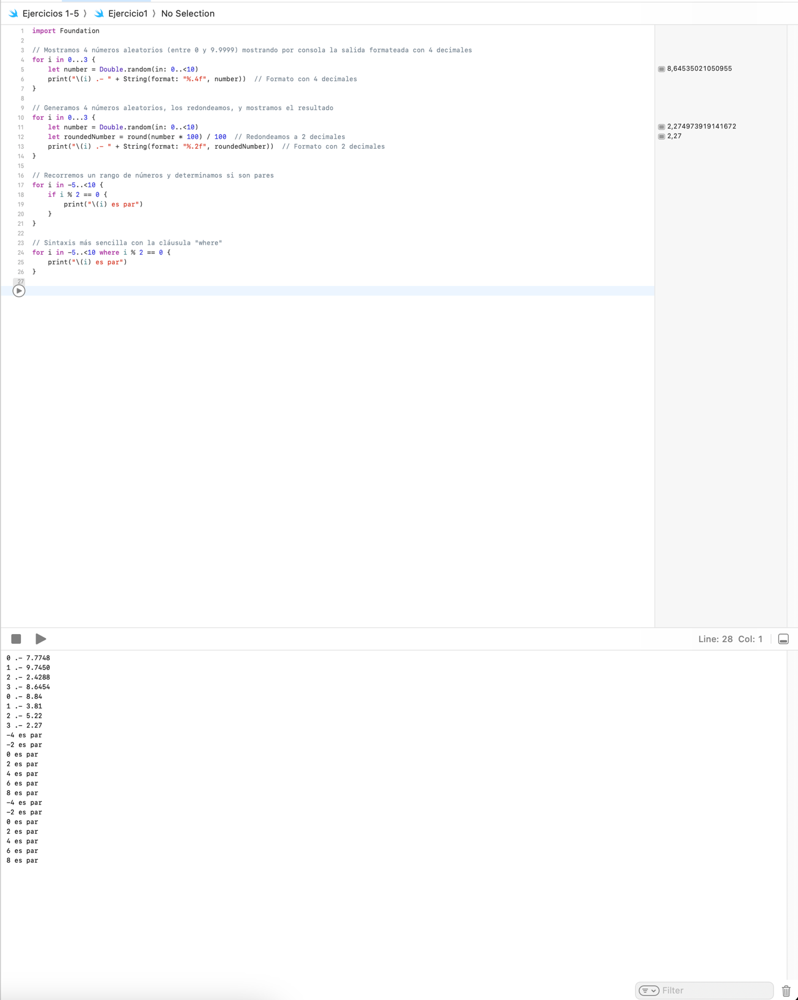 Ejercicios 1-5 ⟩ Ejercicio1 ⟩ No Selection
1 import Foundation
2
3 // Mostramos 4 números aleatorios (entre 0 y 9.9999) mostrando por consola la salida formateada con 4 decimales
4 for i in 0...3 {
5     let number = Double.random(in: 0..<10)
8,64535021050955
6     print("\(i) .- " + String(format: "%.4f", number))  // Formato con 4 decimales
7 }
8
9 // Generamos 4 números aleatorios, los redondeamos, y mostramos el resultado
10 for i in 0...3 {
11     let number = Double.random(in: 0..<10)
2,274973919141672
12     let roundedNumber = round(number * 100) / 100  // Redondeamos a 2 decimales
2,27
13     print("\(i) .- " + String(format: "%.2f", roundedNumber))  // Formato con 2 decimales
14 }
15
16 // Recorremos un rango de números y determinamos si son pares
17 for i in -5..<10 {
18     if i % 2 == 0 {
19         print("\(i) es par")
20     }
21 }
22
23 // Sintaxis más sencilla con la cláusula "where"
24 for i in -5..<10 where i % 2 == 0 {
25     print("\(i) es par")
26 }
27
Line: 28 Col: 1
0 .- 7.7748
1 .- 9.7450
2 .- 2.4288
3 .- 8.6454
0 .- 8.84
1 .- 3.81
2 .- 5.22
3 .- 2.27
-4 es par
-2 es par
0 es par
2 es par
4 es par
6 es par
8 es par
-4 es par
-2 es par
0 es par
2 es par
4 es par
6 es par
8 es par
Filter